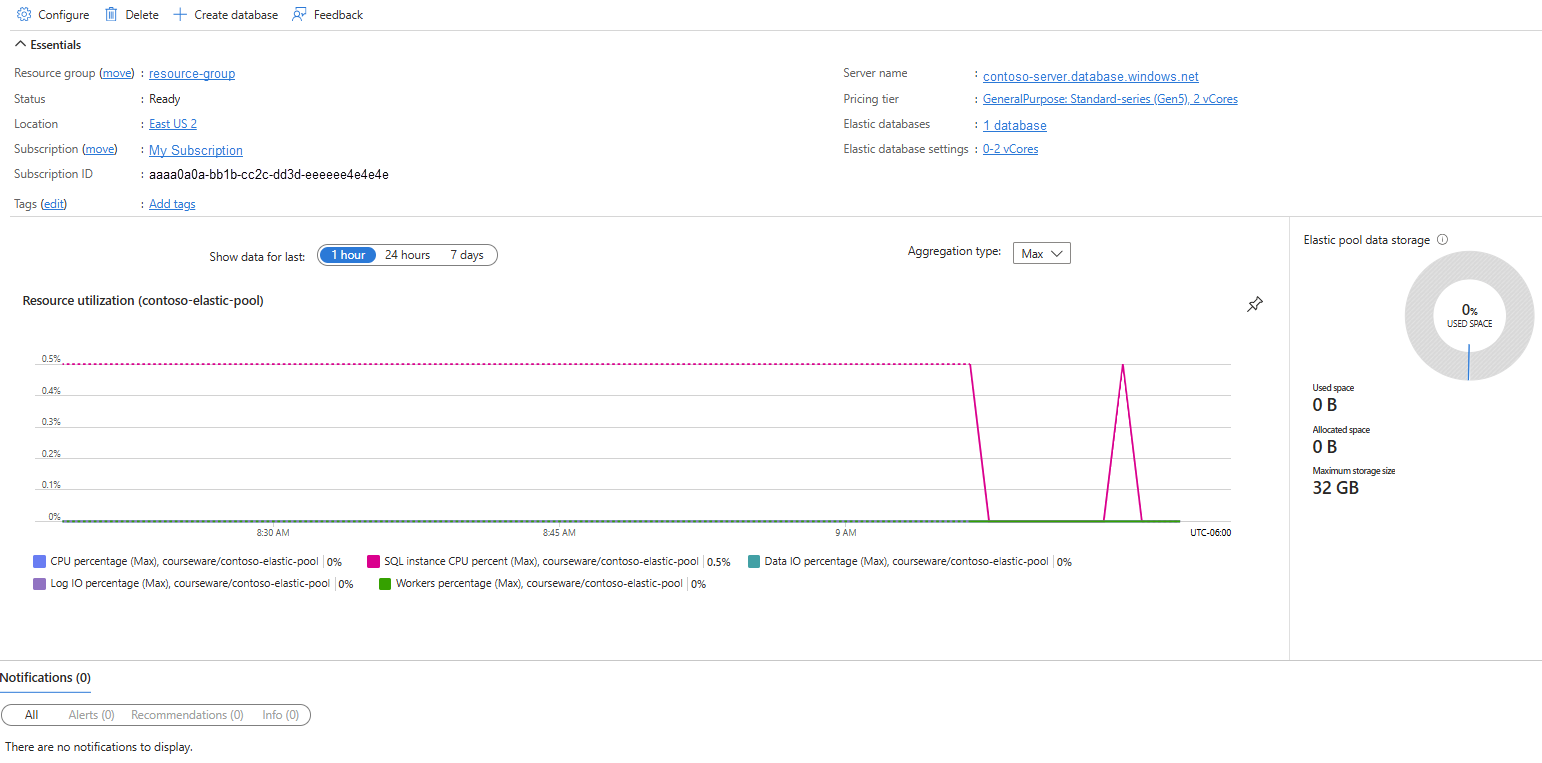 Configure Delete Create database Feedback
Essentials
Resource group (move) : resource-group
Status : Ready
Location : East US 2
Subscription (move) : My Subscription
Subscription ID : aaaa0a0a-bb1b-cc2c-dd3d-eeeeee4e4e4e
Tags (edit) : Add tags
Server name : contoso-server.database.windows.net
Pricing tier : GeneralPurpose: Standard-series (Gen5), 2 vCores
Elastic databases : 1 database
Elastic database settings : 0-2 vCores
Show data for last: 1 hour 24 hours 7 days
Aggregation type: Max
Resource utilization (contoso-elastic-pool)
0.5%
0.4%
0.3%
0.2%
0.1%
0%
8:30 AM 8:45 AM 9 AM UTC-06:00
CPU percentage (Max), courseware/contoso-elastic-pool 0% SQL instance CPU percent (Max), courseware/contoso-elastic-pool 0.5% Data IO percentage (Max), courseware/contoso-elastic-pool 0%
Log IO percentage (Max), courseware/contoso-elastic-pool 0% Workers percentage (Max), courseware/contoso-elastic-pool 0%
Elastic pool data storage
0%
USED SPACE
Used space
0 B
Allocated space
0 B
Maximum storage size
32 GB
Notifications (0)
All Alerts (0) Recommendations (0) Info (0)
There are no notifications to display.